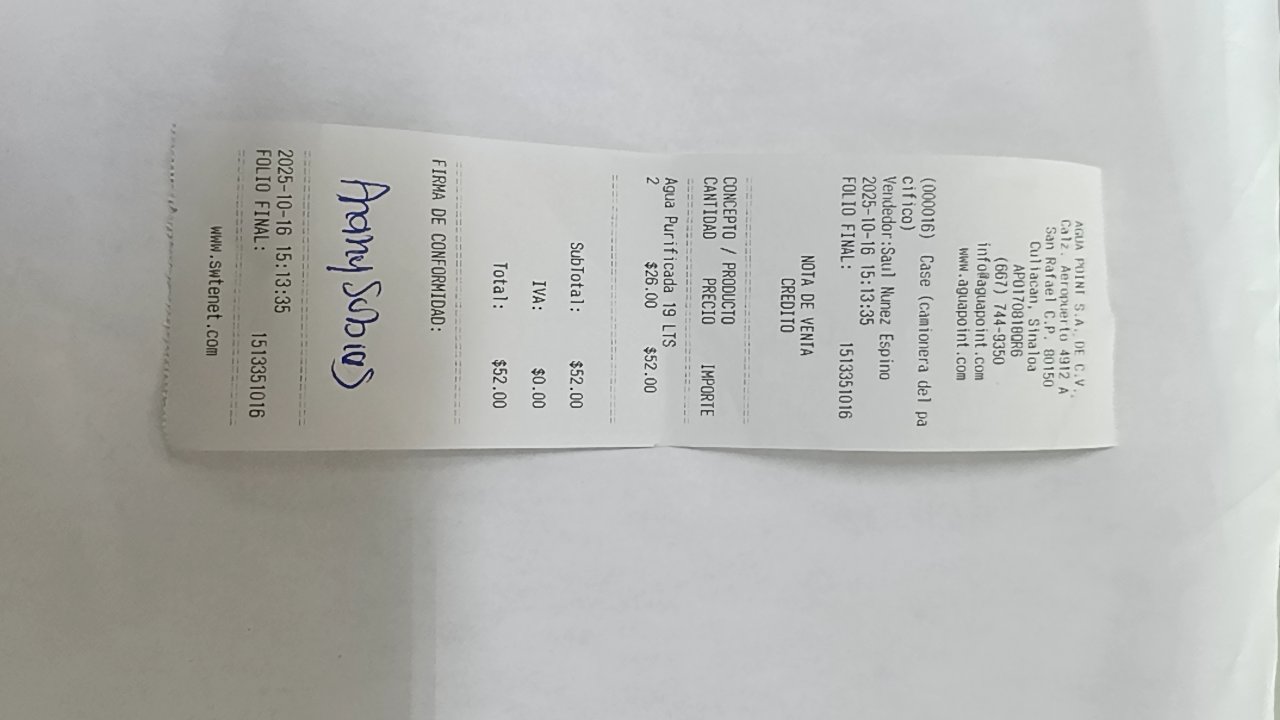 AGUA POINT S.A. DE C.V.
Calz. Aeropuerto 4912 A
San Rafael C.P. 80150
Culiacan, Sinaloa
APO1708180R6
(667) 744-9350
info@aguapoint.com
www.aguapoint.com
(000016) Case (camionera del pa
cifico)
Vendedor:Saul Nunez Espino
2025-10-16 15:13:35
FOLIO FINAL: 1513351016
NOTA DE VENTA
CREDITO
CONCEPTO / PRODUCTO
CANTIDAD PRECIO IMPORTE
Agua Purificada 19 LTS
2 $26.00 $52.00
SubTotal: $52.00
IVA: $0.00
Total: $52.00
FIRMA DE CONFORMIDAD:
2025-10-16 15:13:35
FOLIO FINAL: 1513351016
www.swtenet.com